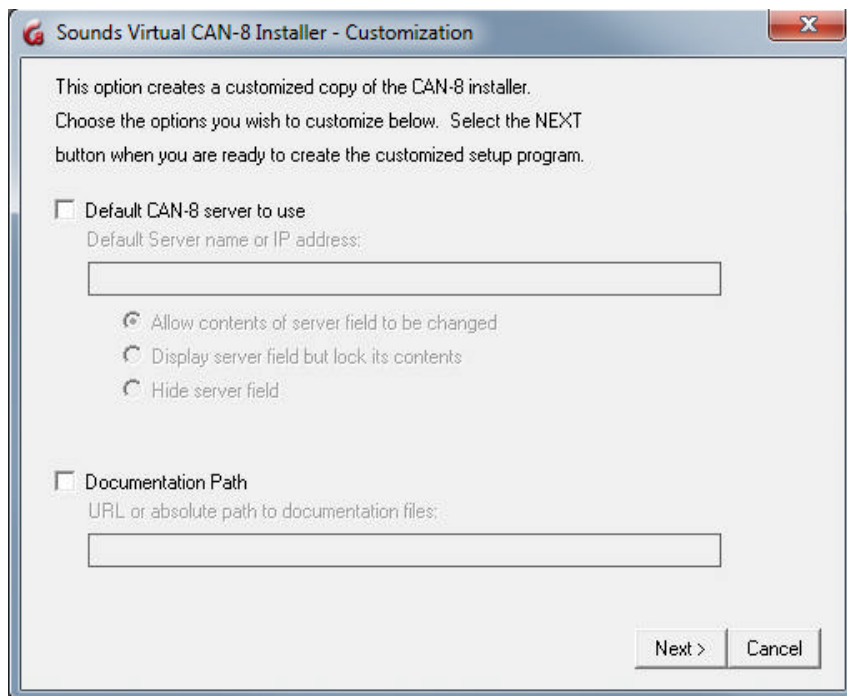 Sounds Virtual CAN-8 Installer - Customization
This option creates a customized copy of the CAN-8 installer.
Choose the options you wish to customize below. Select the NEXT
button when you are ready to create the customized setup program.
Default CAN-8 server to use
Default Server name or IP address:
Allow contents of server field to be changed
Display server field but lock its contents
Hide server field
Documentation Path
URL or absolute path to documentation files:
Next > Cancel